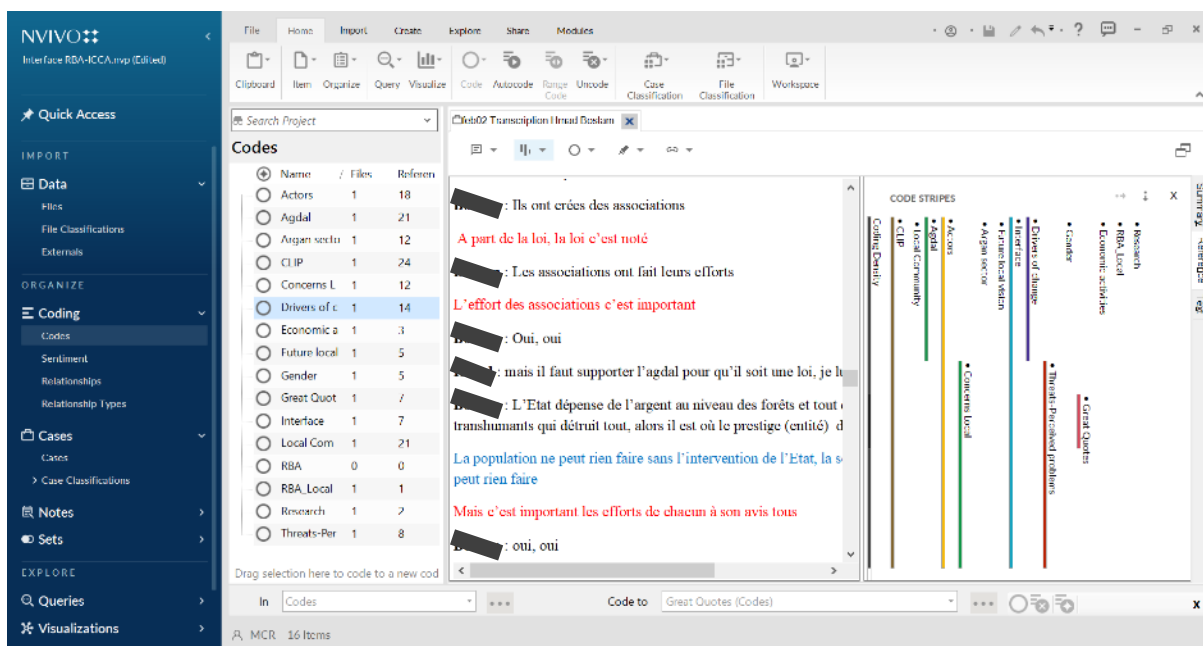 NVIVO
Interface RBA-ICCA.nvp (Edited)
Quick Access
IMPORT
Data
Files
File Classifications
Externals
ORGANIZE
Coding
Codes
Sentiment
Relationships
Relationship Types
Cases
Cases
Case Classifications
Notes
Sets
EXPLORE
Queries
Visualizations
File Home Import Create Explore Share Modules
Clipboard Item Organize Query Visualize Code Autocode Range Code Uncode Case Classification File Classification Workspace
Search Project
Codes
Name / Files Referen
Actors 1 18
Agdal 1 21
Argan secto 1 12
CLIP 1 24
Concerns L 1 12
Drivers of c 1 14
Economic a 1 3
Future local 1 5
Gender 1 5
Great Quot 1 7
Interface 1 7
Local Com 1 21
RBA 0 0
RBA_Local 1 1
Research 1 2
Threats-Per 1 8
Drag selection here to code to a new cod
feb02 Transcription Hmad Boslam
: Ils ont crées des associations
A part de la loi, la loi c'est noté
: Les associations ont fait leurs efforts
L'effort des associations c'est important
: Oui, oui
: mais il faut supporter l'agdal pour qu'il soit une loi, je
: L'Etat dépense de l'argent au niveau des forêts et tout
transhumants qui détruit tout, alors il est où le prestige (entité) d
La population ne peut rien faire sans l'intervention de l'Etat, la
peut rien faire
Mais c'est important les efforts de chacun à son avis tous
: oui, oui
CODE STRIPES
Coding Density
CLIP
Local Community
Agdal
Actors
Concerns Local
Argan sector
Future local vision
Interface
Drivers of change
Threats-Perceived problems
Gender
Great Quotes
Economic activities
RBA_Local
Research
Summary
Reference
In Codes Code to Great Quotes (Codes)
MCR 16 Items